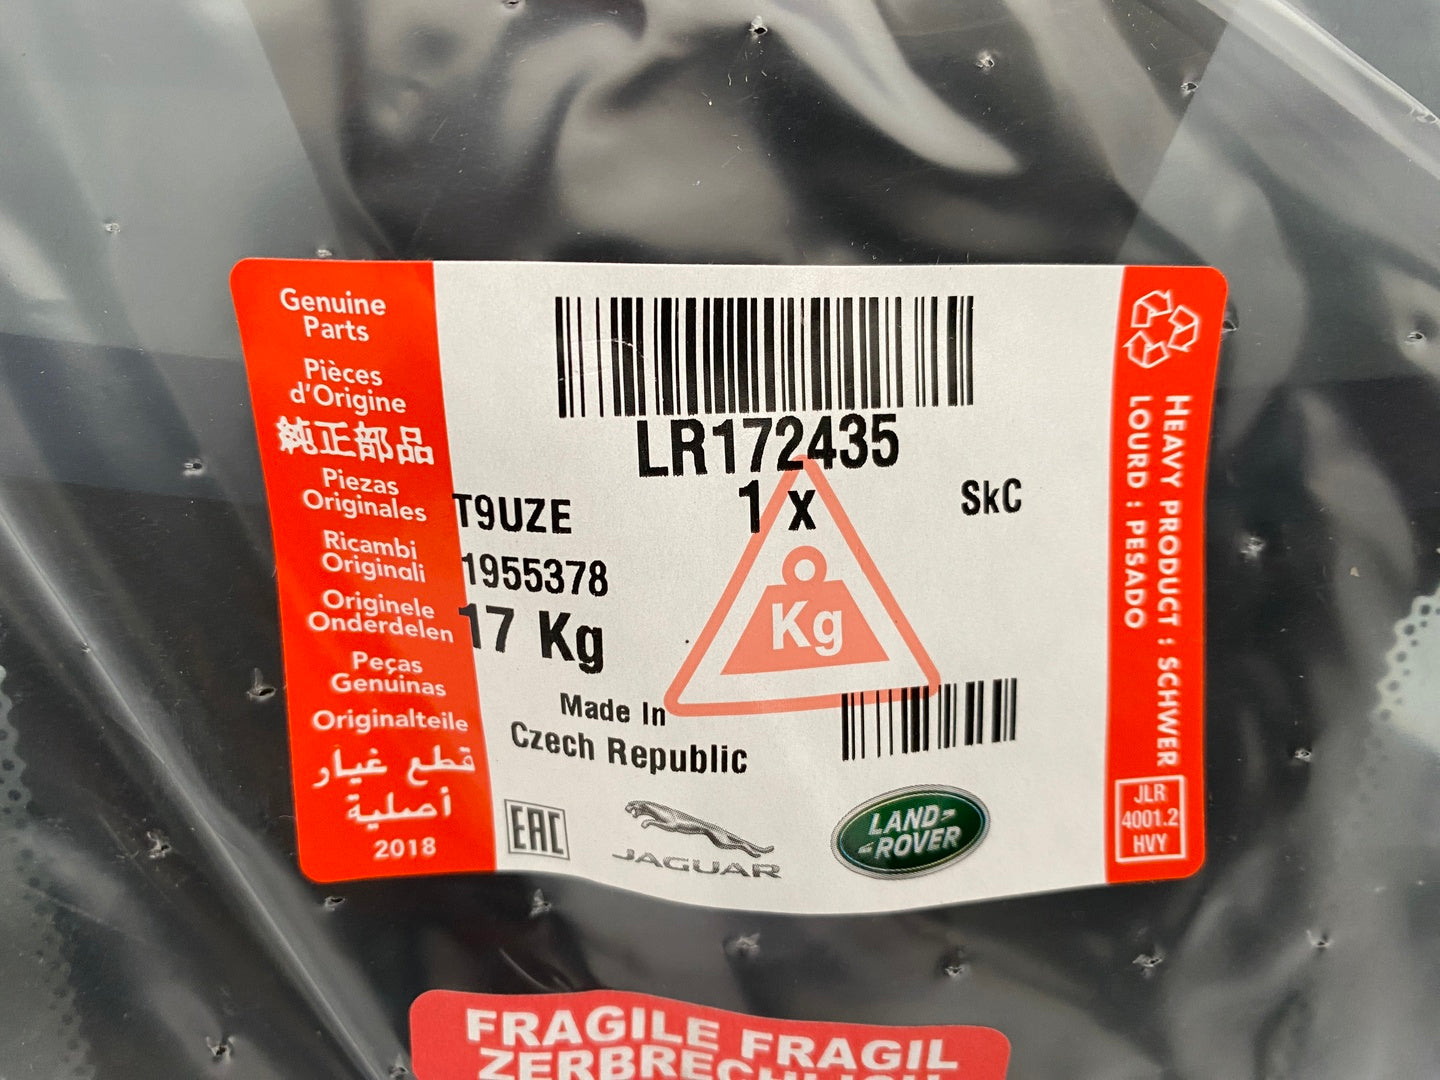 Genuine
Parts
Pièces
d'Origine
純正部品
Piezas
Originales
Ricambi
Originali
Originele
Onderdelen
Peças
Genuinas
Originalteile
قطع غيار
أصلية
2018
LR172435
T9UZE
1 x
SkC
1955378
17 Kg
Kg
Made In
Czech Republic
EAC
JAGUAR
LAND-
-ROVER
HEAVY PRODUCT : SCHWER
LOURD : PESADO
JLR
4001.2
HVY
FRAGILE FRAGIL
ZERBRECHLICH